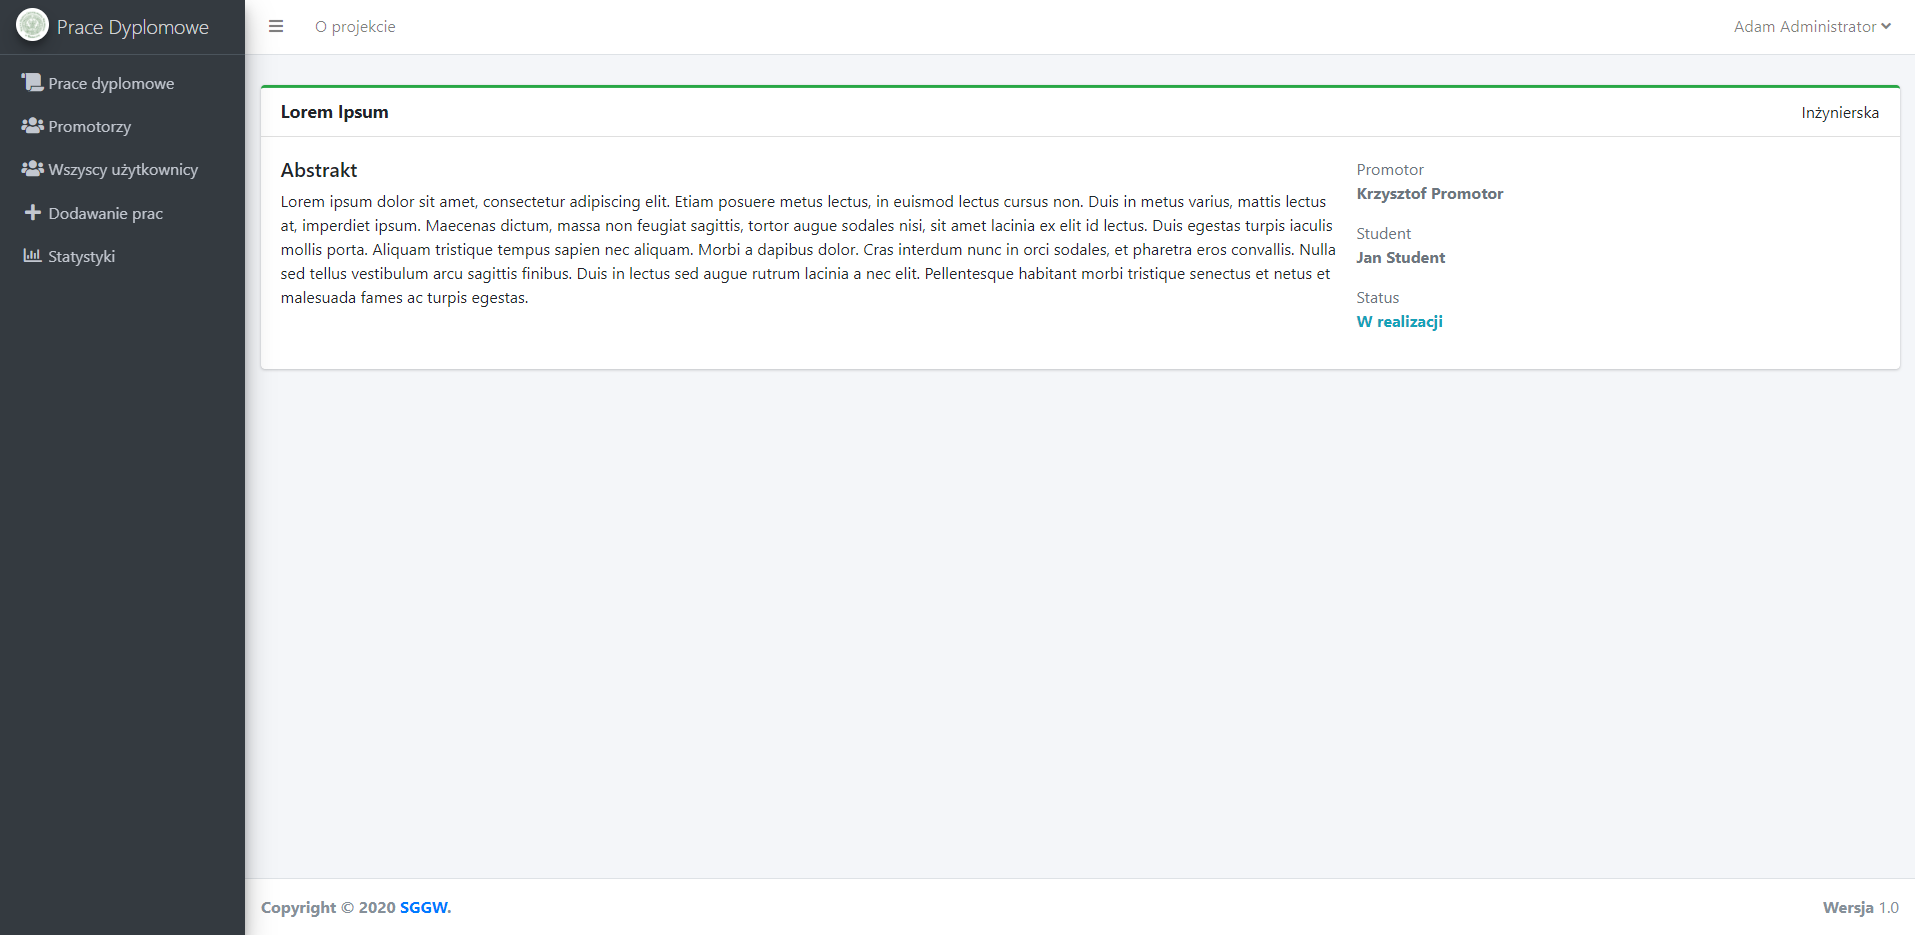 Prace Dyplomowe
O projekcie
Adam Administrator
Prace dyplomowe
Promotorzy
Wszyscy użytkownicy
Dodawanie prac
Statystyki
Lorem Ipsum
Inżynierska
Abstrakt
Lorem ipsum dolor sit amet, consectetur adipiscing elit. Etiam posuere metus lectus, in euismod lectus cursus non. Duis in metus varius, mattis lectus
at, imperdiet ipsum. Maecenas dictum, massa non feugiat sagittis, tortor augue sodales nisi, sit amet lacinia ex elit id lectus. Duis egestas turpis iaculis
mollis porta. Aliquam tristique tempus sapien nec aliquam. Morbi a dapibus dolor. Cras interdum nunc in orci sodales, et pharetra eros convallis. Nulla
sed tellus vestibulum arcu sagittis finibus. Duis in lectus sed augue rutrum lacinia a nec elit. Pellentesque habitant morbi tristique senectus et netus et
malesuada fames ac turpis egestas.
Promotor
Krzysztof Promotor
Student
Jan Student
Status
W realizacji
Copyright © 2020 SGGW.
Wersja 1.0